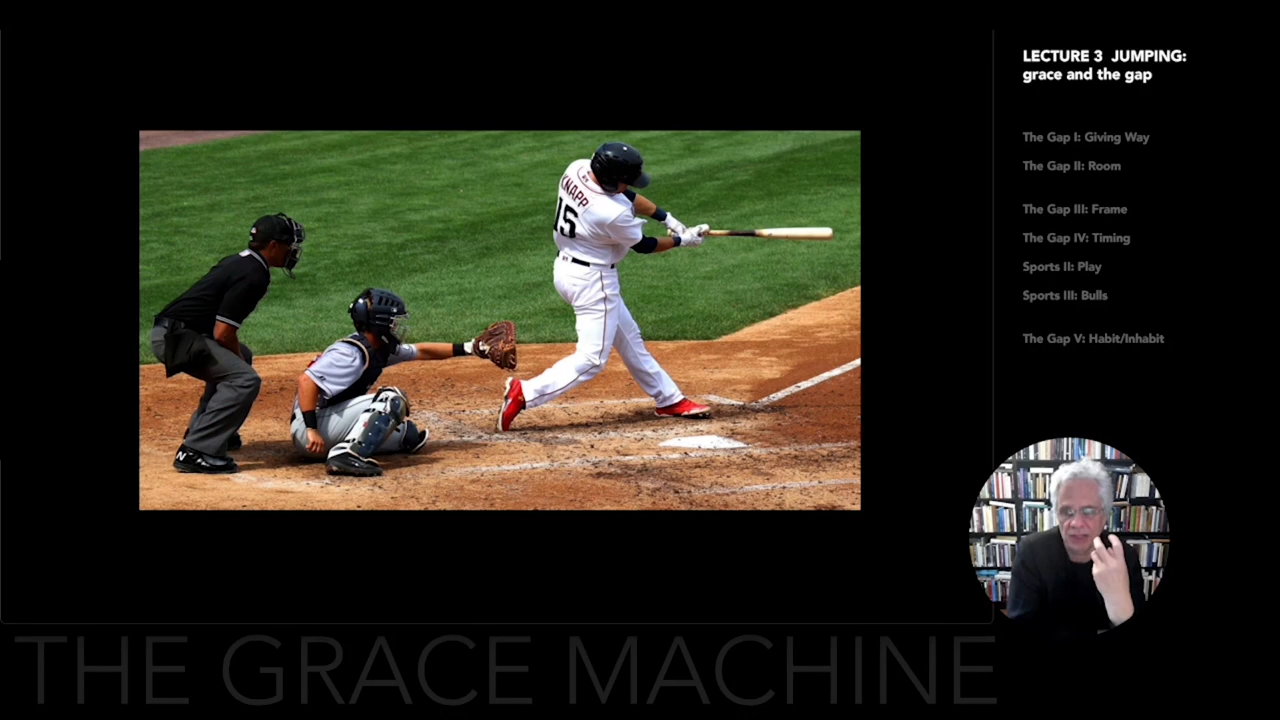 LECTURE 3 JUMPING:
grace and the gap
The Gap I: Giving Way
The Gap II: Room
The Gap III: Frame
The Gap IV: Timing
Sports II: Play
Sports III: Bulls
The Gap V: Habit/Inhabit
KNAPP
15
N
THE GRACE MACHINE